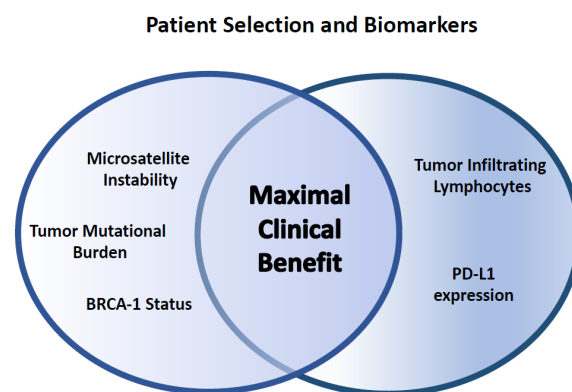 Patient Selection and Biomarkers
Microsatellite
Instability
Tumor Mutational
Burden
BRCA-1 Status
Maximal
Clinical
Benefit
Tumor Infiltrating
Lymphocytes
PD-L1
expression